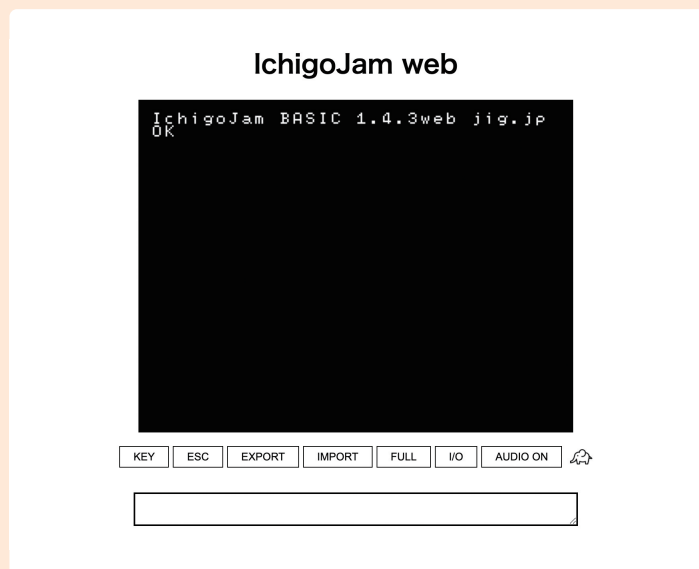 IchigoJam web
IchigoJam BASIC 1.4.3web jig.jp
OK
KEY ESC EXPORT IMPORT FULL I/O AUDIO ON